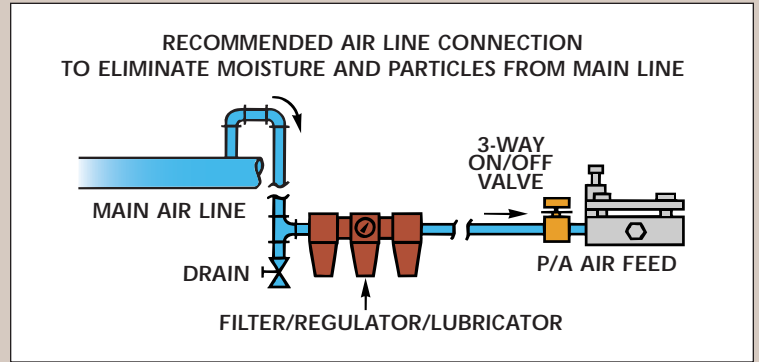 RECOMMENDED AIR LINE CONNECTION
TO ELIMINATE MOISTURE AND PARTICLES FROM MAIN LINE
3-WAY
ON/OFF
VALVE
MAIN AIR LINE
DRAIN
P/A AIR FEED
FILTER/REGULATOR/LUBRICATOR